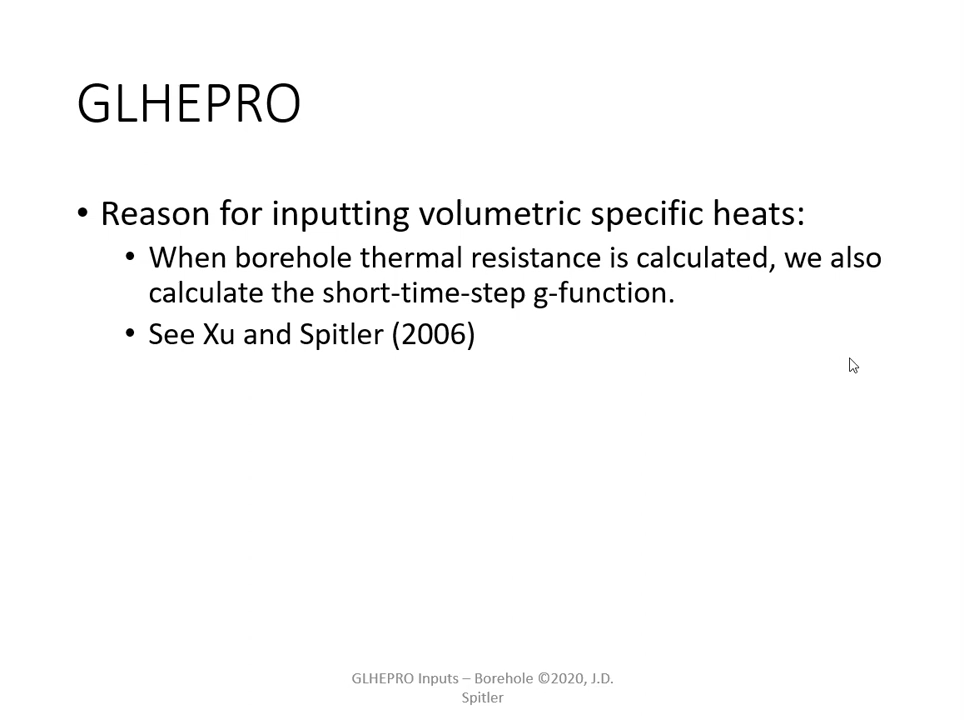 GLHEPRO
• Reason for inputting volumetric specific heats:
• When borehole thermal resistance is calculated, we also
calculate the short-time-step g-function.
• See Xu and Spitler (2006)
GLHEPRO Inputs – Borehole ©2020, J.D.
Spitler